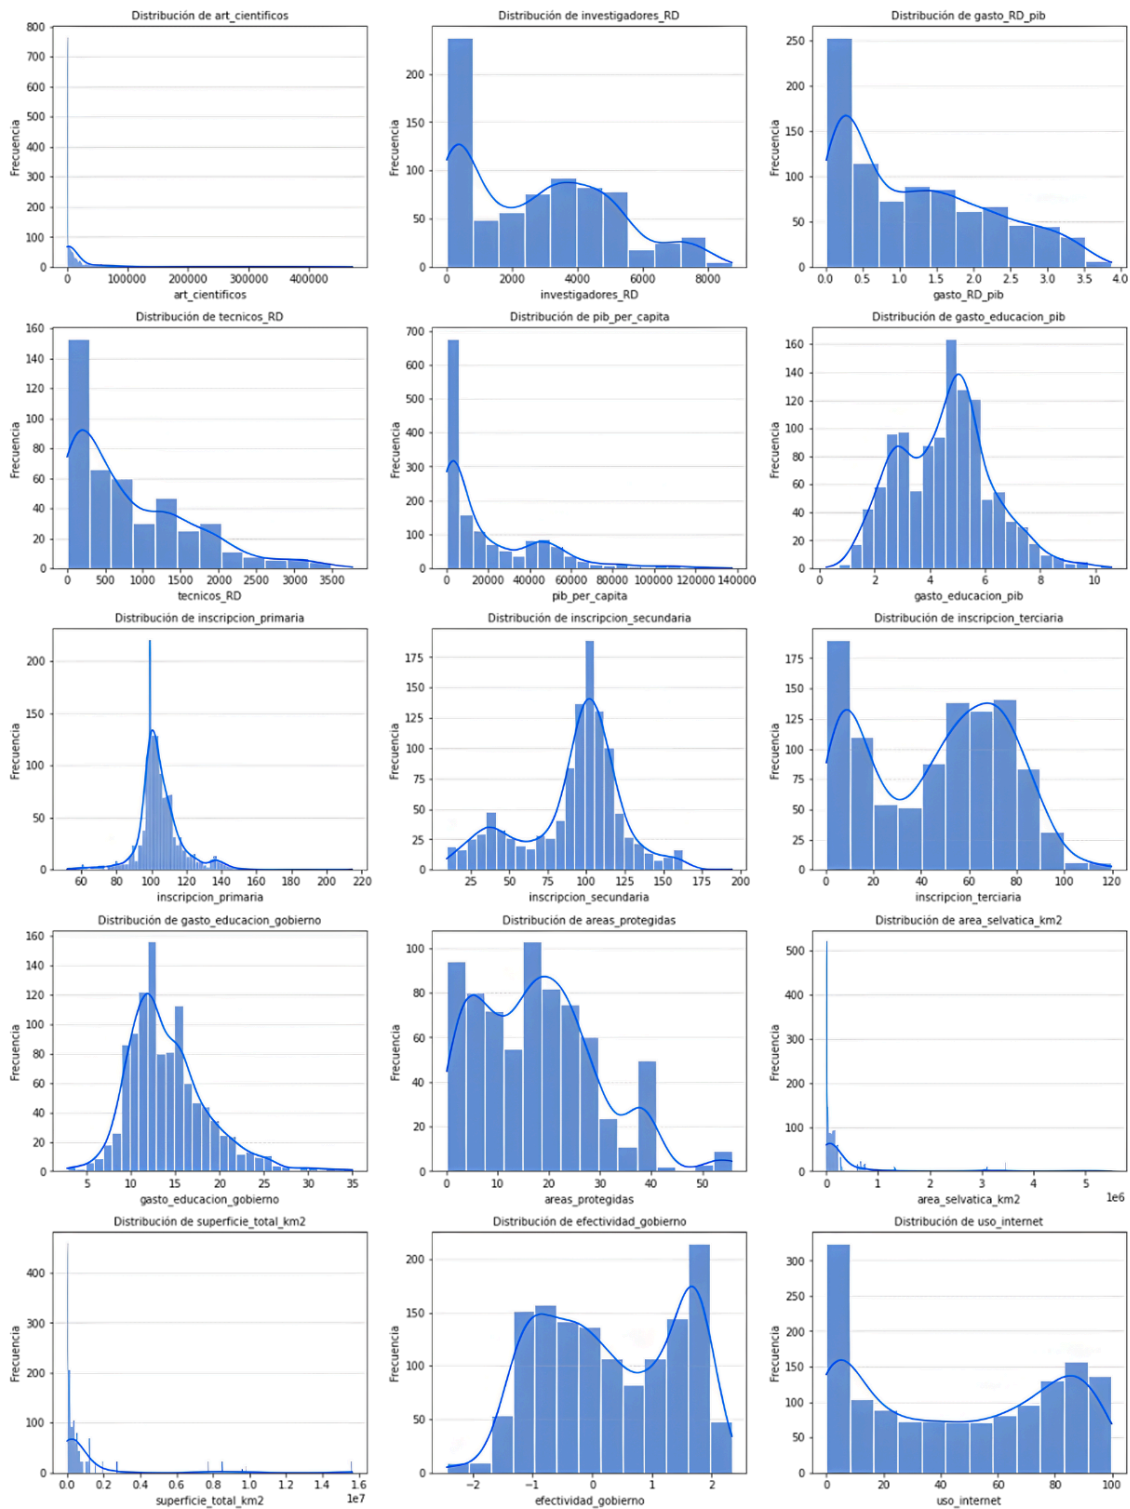 Distribución de art_cientificos
Distribución de investigadores_RD
Distribución de gasto_RD_pib
800
700
600
500
400
300
200
100
0
Frecuencia
0 100000 200000 300000 400000
art_cientificos
200
150
100
50
0
Frecuencia
0 2000 4000 6000 8000
investigadores_RD
250
200
150
100
50
0
Frecuencia
0.0 0.5 1.0 1.5 2.0 2.5 3.0 3.5 4.0
gasto_RD_pib
Distribución de tecnicos_RD
Distribución de pib_per_capita
Distribución de gasto_educacion_pib
160
140
120
100
80
60
40
20
0
Frecuencia
0 500 1000 1500 2000 2500 3000 3500
tecnicos_RD
700
600
500
400
300
200
100
0
Frecuencia
0 20000 40000 60000 80000 100000 120000 140000
pib_per_capita
160
140
120
100
80
60
40
20
0
Frecuencia
0 2 4 6 8 10
gasto_educacion_pib
Distribución de inscripcion_primaria
Distribución de inscripcion_secundaria
Distribución de inscripcion_terciaria
200
150
100
50
0
Frecuencia
60 80 100 120 140 160 180 200 220
inscripcion_primaria
175
150
125
100
75
50
25
0
Frecuencia
25 50 75 100 125 150 175 200
inscripcion_secundaria
175
150
125
100
75
50
25
0
Frecuencia
0 20 40 60 80 100 120
inscripcion_terciaria
Distribución de gasto_educacion_gobierno
Distribución de areas_protegidas
Distribución de area_selvatica_km2
160
140
120
100
80
60
40
20
0
Frecuencia
5 10 15 20 25 30 35
gasto_educacion_gobierno
100
80
60
40
20
0
Frecuencia
0 10 20 30 40 50
areas_protegidas
500
400
300
200
100
0
Frecuencia
0 1 2 3 4 5
1e6
area_selvatica_km2
Distribución de superficie_total_km2
Distribución de efectividad_gobierno
Distribución de uso_internet
400
300
200
100
0
Frecuencia
0.0 0.2 0.4 0.6 0.8 1.0 1.2 1.4 1.6
1e7
superficie_total_km2
200
150
100
50
0
Frecuencia
−2 −1 0 1 2
efectividad_gobierno
300
250
200
150
100
50
0
Frecuencia
0 20 40 60 80 100
uso_internet